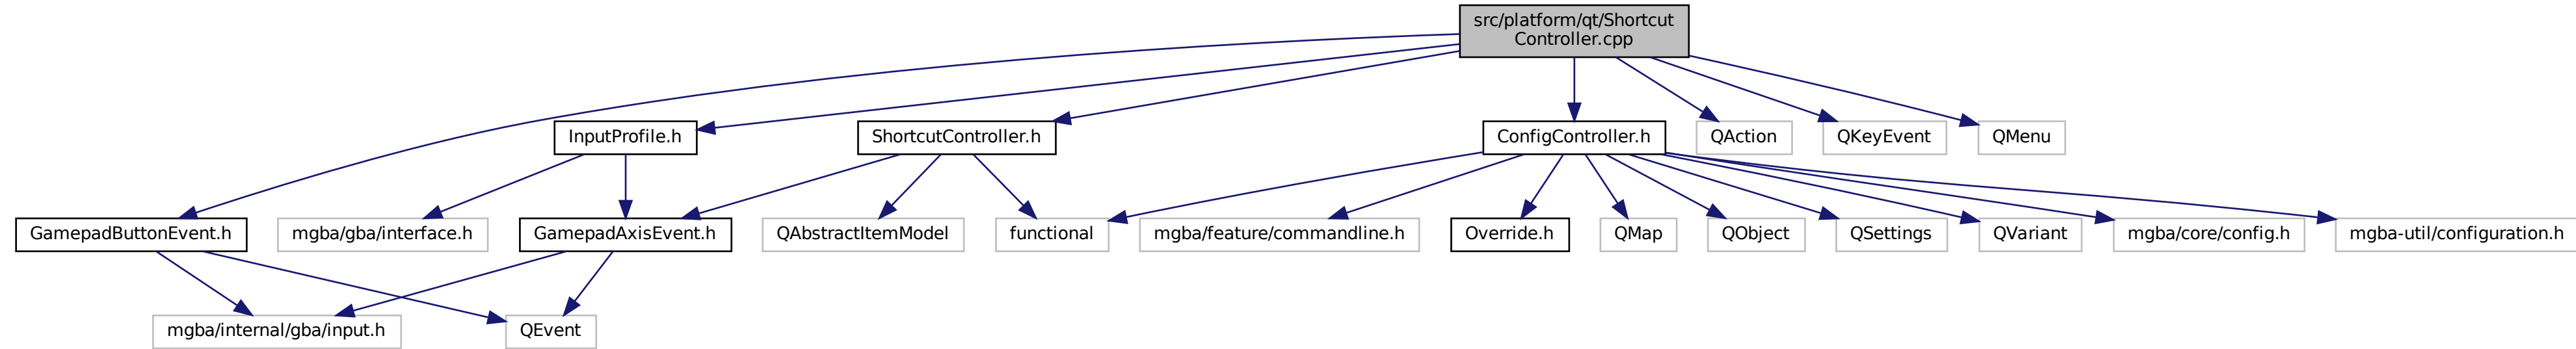 src/platform/qt/Shortcut
Controller.cpp
InputProfile.h
ShortcutController.h
ConfigController.h
QAction
QKeyEvent
QMenu
GamepadButtonEvent.h
mgba/gba/interface.h
GamepadAxisEvent.h
QAbstractItemModel
functional
mgba/feature/commandline.h
Override.h
QMap
QObject
QSettings
QVariant
mgba/core/config.h
mgba-util/configuration.h
mgba/internal/gba/input.h
QEvent